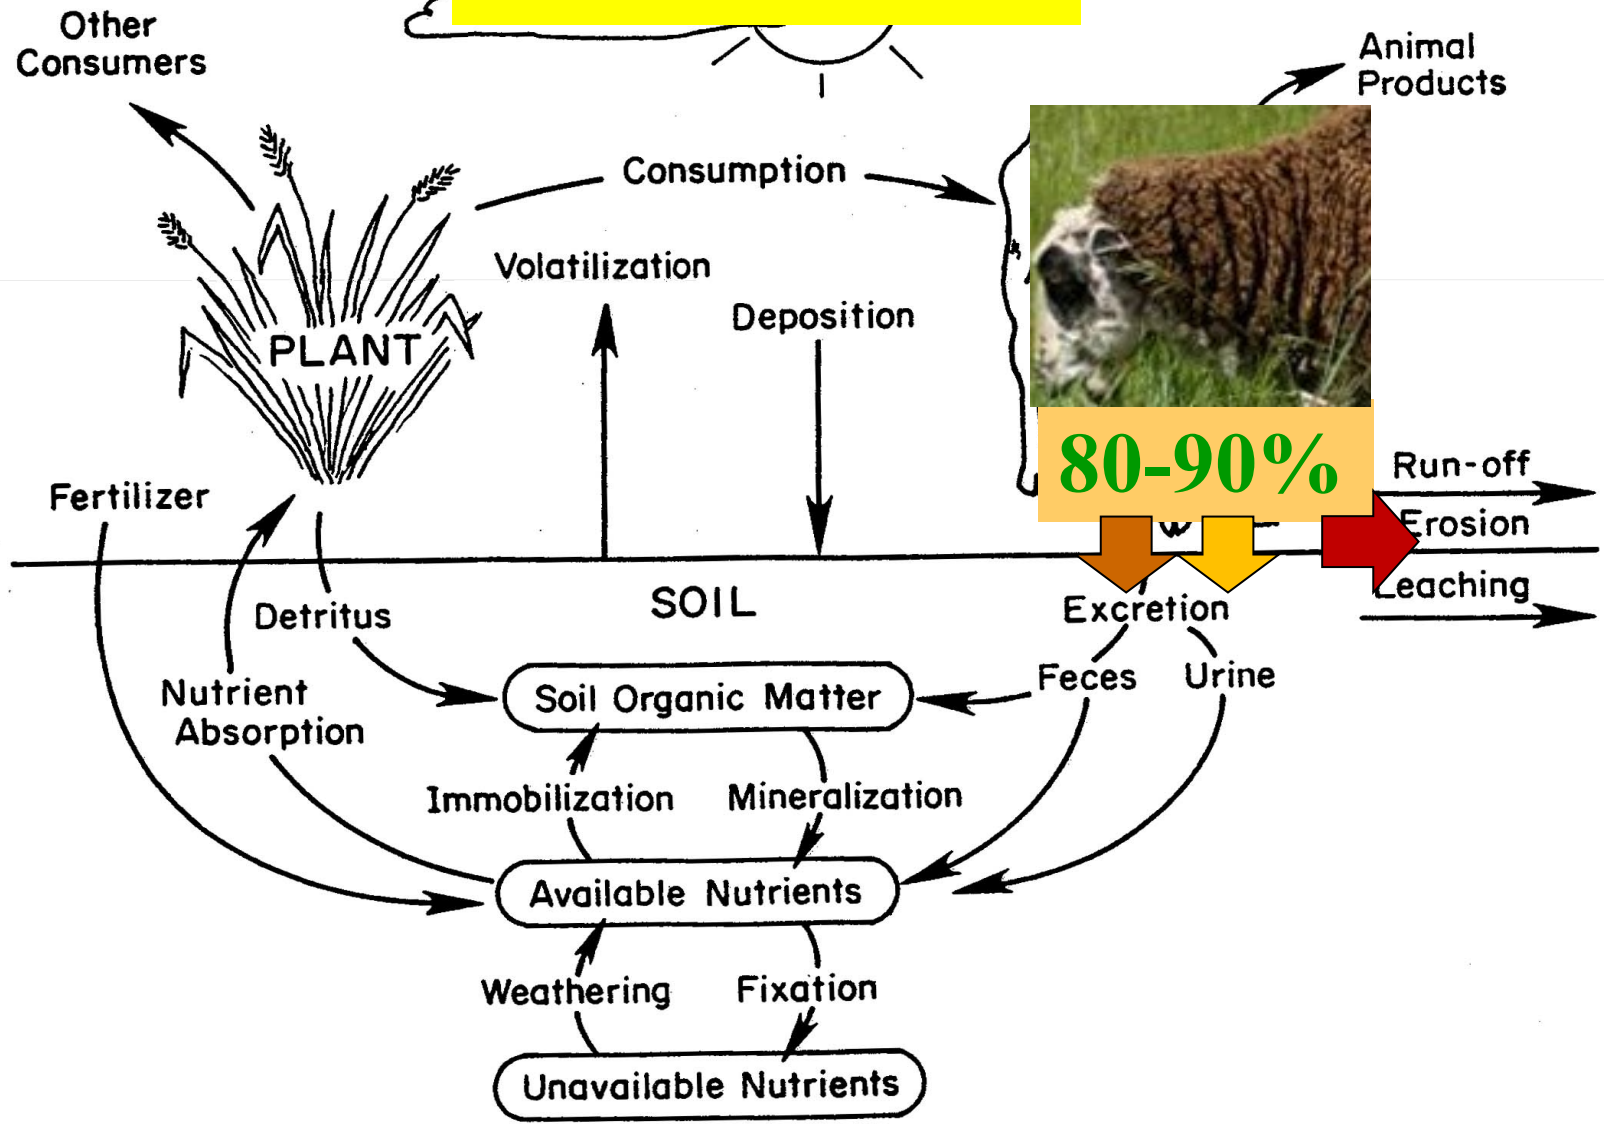 Other
Consumers
Animal
Products
Consumption
Volatilization
Deposition
PLANT
80-90%
Run-off
Fertilizer
Erosion
Leaching
SOIL
Detritus
Excretion
Feces
Urine
Nutrient
Absorption
Soil Organic Matter
Immobilization
Mineralization
Available Nutrients
Weathering
Fixation
Unavailable Nutrients